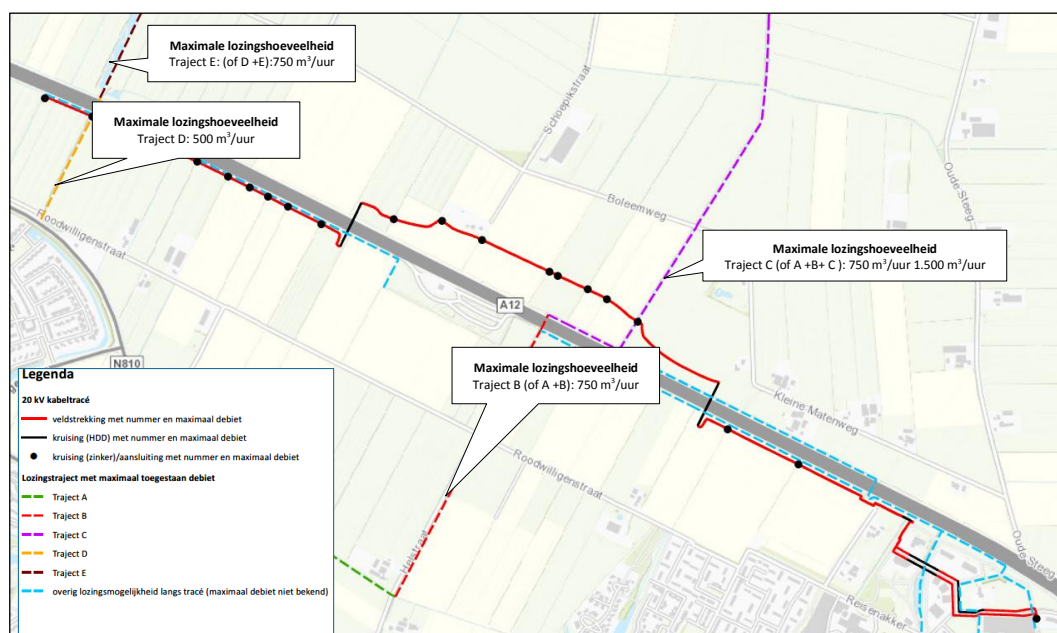 Maximale lozingshoeveelheid
Traject E: (of D +E):750 m³/uur
Maximale lozingshoeveelheid
Traject D: 500 m³/uur
Schoepikstraat
Boleemweg
Oude Steeg
Roodwilligenstraat
Maximale lozingshoeveelheid
Traject C (of A +B+ C ): 750 m³/uur 1.500 m³/uur
A12
N810
Maximale lozingshoeveelheid
Traject B (of A +B): 750 m³/uur
Kleine Matenweg
Roodwilligenstraat
Helstraat
Oude Steeg
Reisenakker
Legenda
20 kV kabeltracé
veldstrekking met nummer en maximaal debiet
kruising (HDD) met nummer en maximaal debiet
kruising (zinker)/aansluiting met nummer en maximaal debiet
Lozingstraject met maximaal toegestaan debiet
Traject A
Traject B
Traject C
Traject D
Traject E
overig lozingsmogelijkheid langs tracé (maximaal debiet niet bekend)